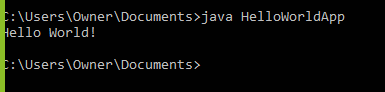 C:\Users\Owner\Documents>java HelloWorldApp
Hello World!
C:\Users\Owner\Documents>